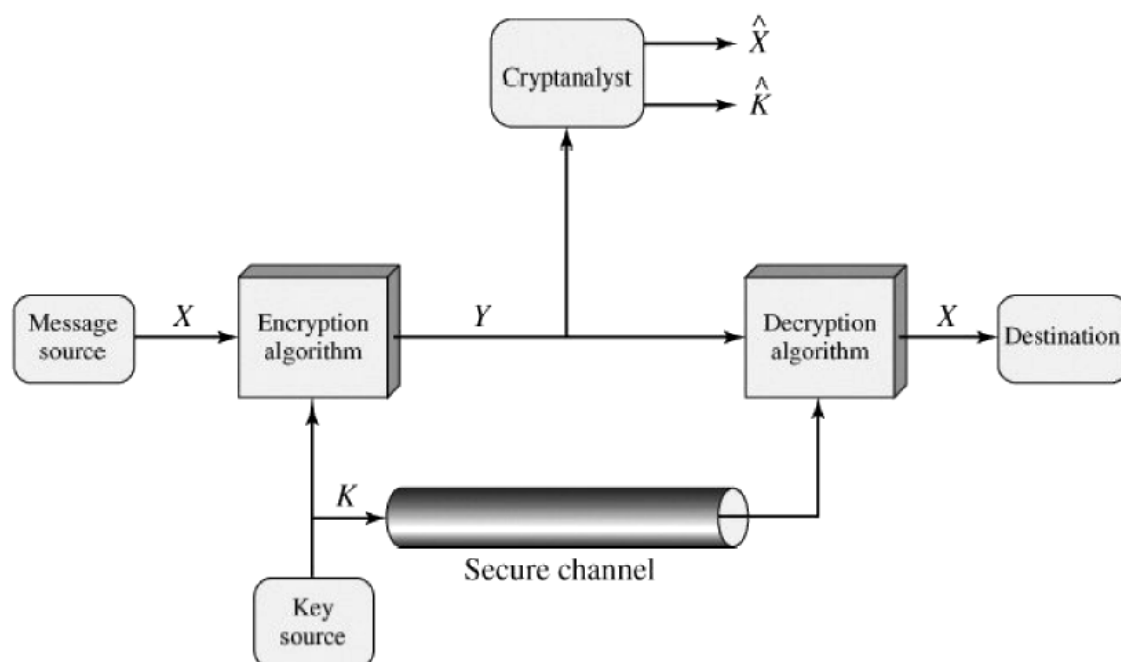 X̂
Cryptanalyst
K̂
Message
source
X
Encryption
algorithm
Y
Decryption
algorithm
X
Destination
K
Secure channel
Key
source